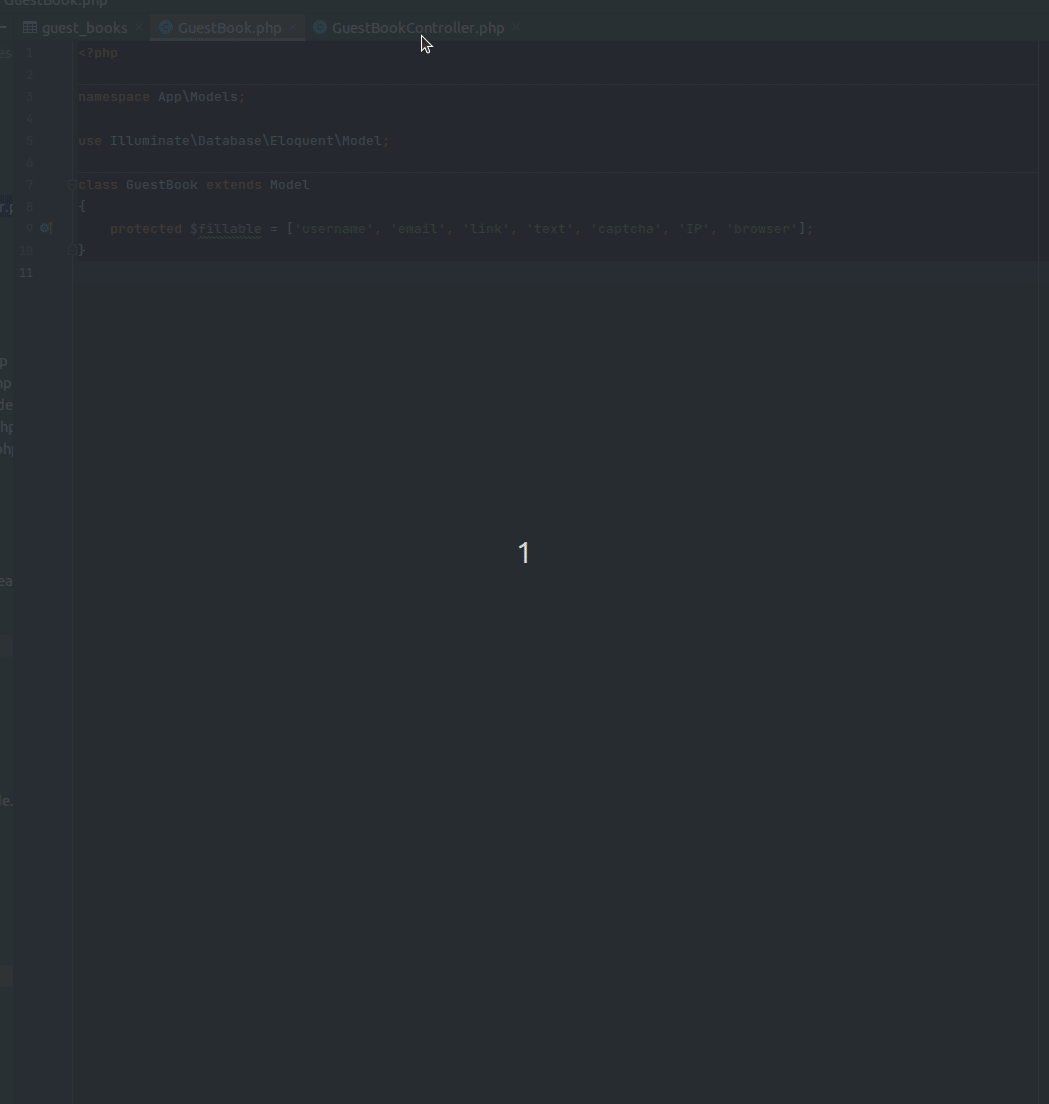 GuestBook.php
guest_books GuestBook.php GuestBookController.php
1 <?php
2
3 namespace App\Models;
4
5 use Illuminate\Database\Eloquent\Model;
6
7 class GuestBook extends Model
8 {
9 protected $fillable = ['username', 'email', 'link', 'text', 'captcha', 'IP', 'browser'];
10 }
11
1